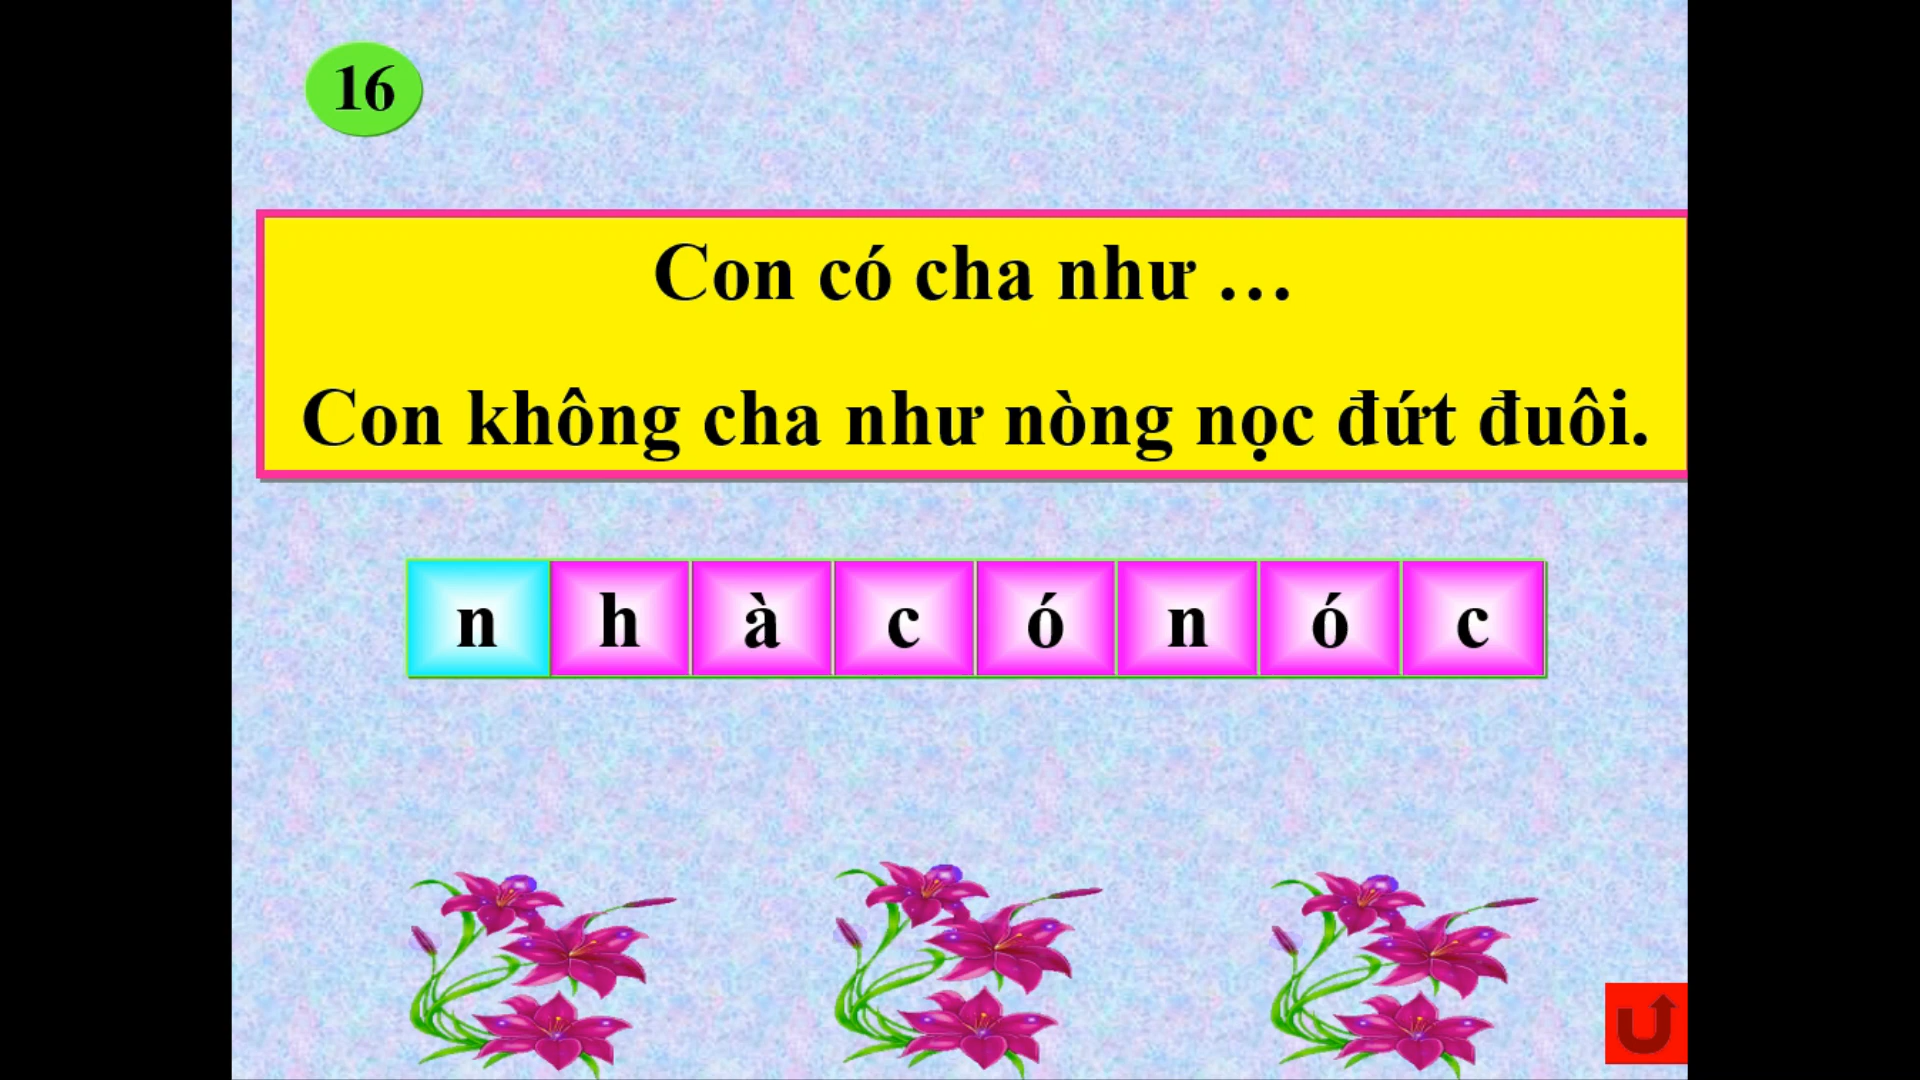 16
Con có cha như …
Con không cha như nòng nọc đứt đuôi.
n h à c ó n ó c